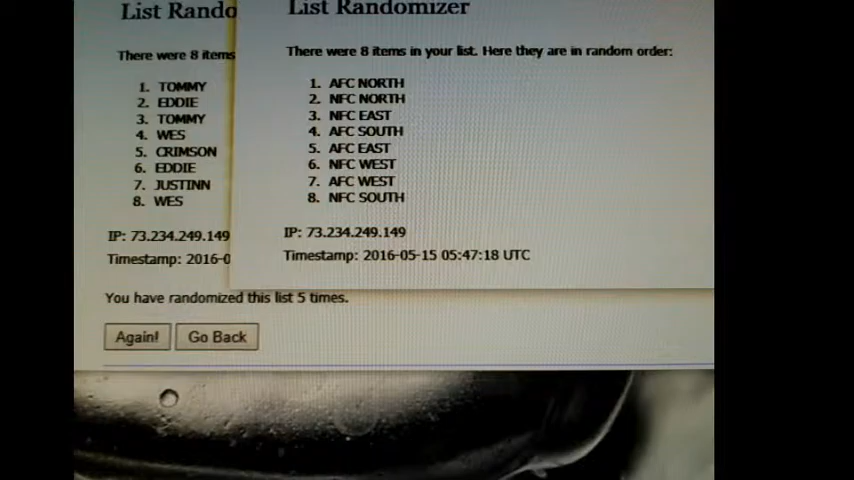 List Rando
There were 8 items
1. TOMMY
2. EDDIE
3. TOMMY
4. WES
5. CRIMSON
6. EDDIE
7. JUSTINN
8. WES
IP: 73.234.249.149
Timestamp: 2016-0
List Randomizer
There were 8 items in your list. Here they are in random order:
1. AFC NORTH
2. NFC NORTH
3. NFC EAST
4. AFC SOUTH
5. AFC EAST
6. NFC WEST
7. AFC WEST
8. NFC SOUTH
IP: 73.234.249.149
Timestamp: 2016-05-15 05:47:18 UTC
You have randomized this list 5 times.
Again!
Go Back